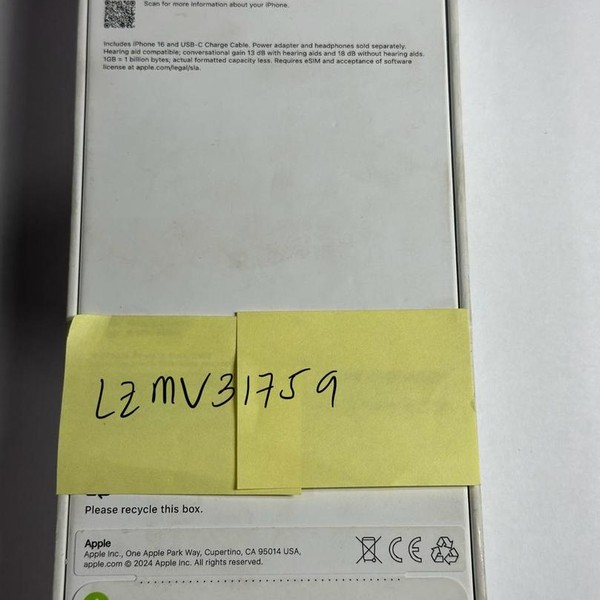 Scan for more information about your iPhone.
Includes iPhone 16 and USB-C Charge Cable. Power adapter and headphones sold separately.
Hearing aid compatible; conversational gain 13 dB with hearing aids and 18 dB without hearing aids.
1GB = 1 billion bytes; actual formatted capacity less. Requires eSIM and acceptance of software
license at apple.com/legal/sla.
LZMV31759
Please recycle this box.
Apple
Apple Inc., One Apple Park Way, Cupertino, CA 95014 USA,
apple.com © 2024 Apple Inc. All rights reserved.
CE